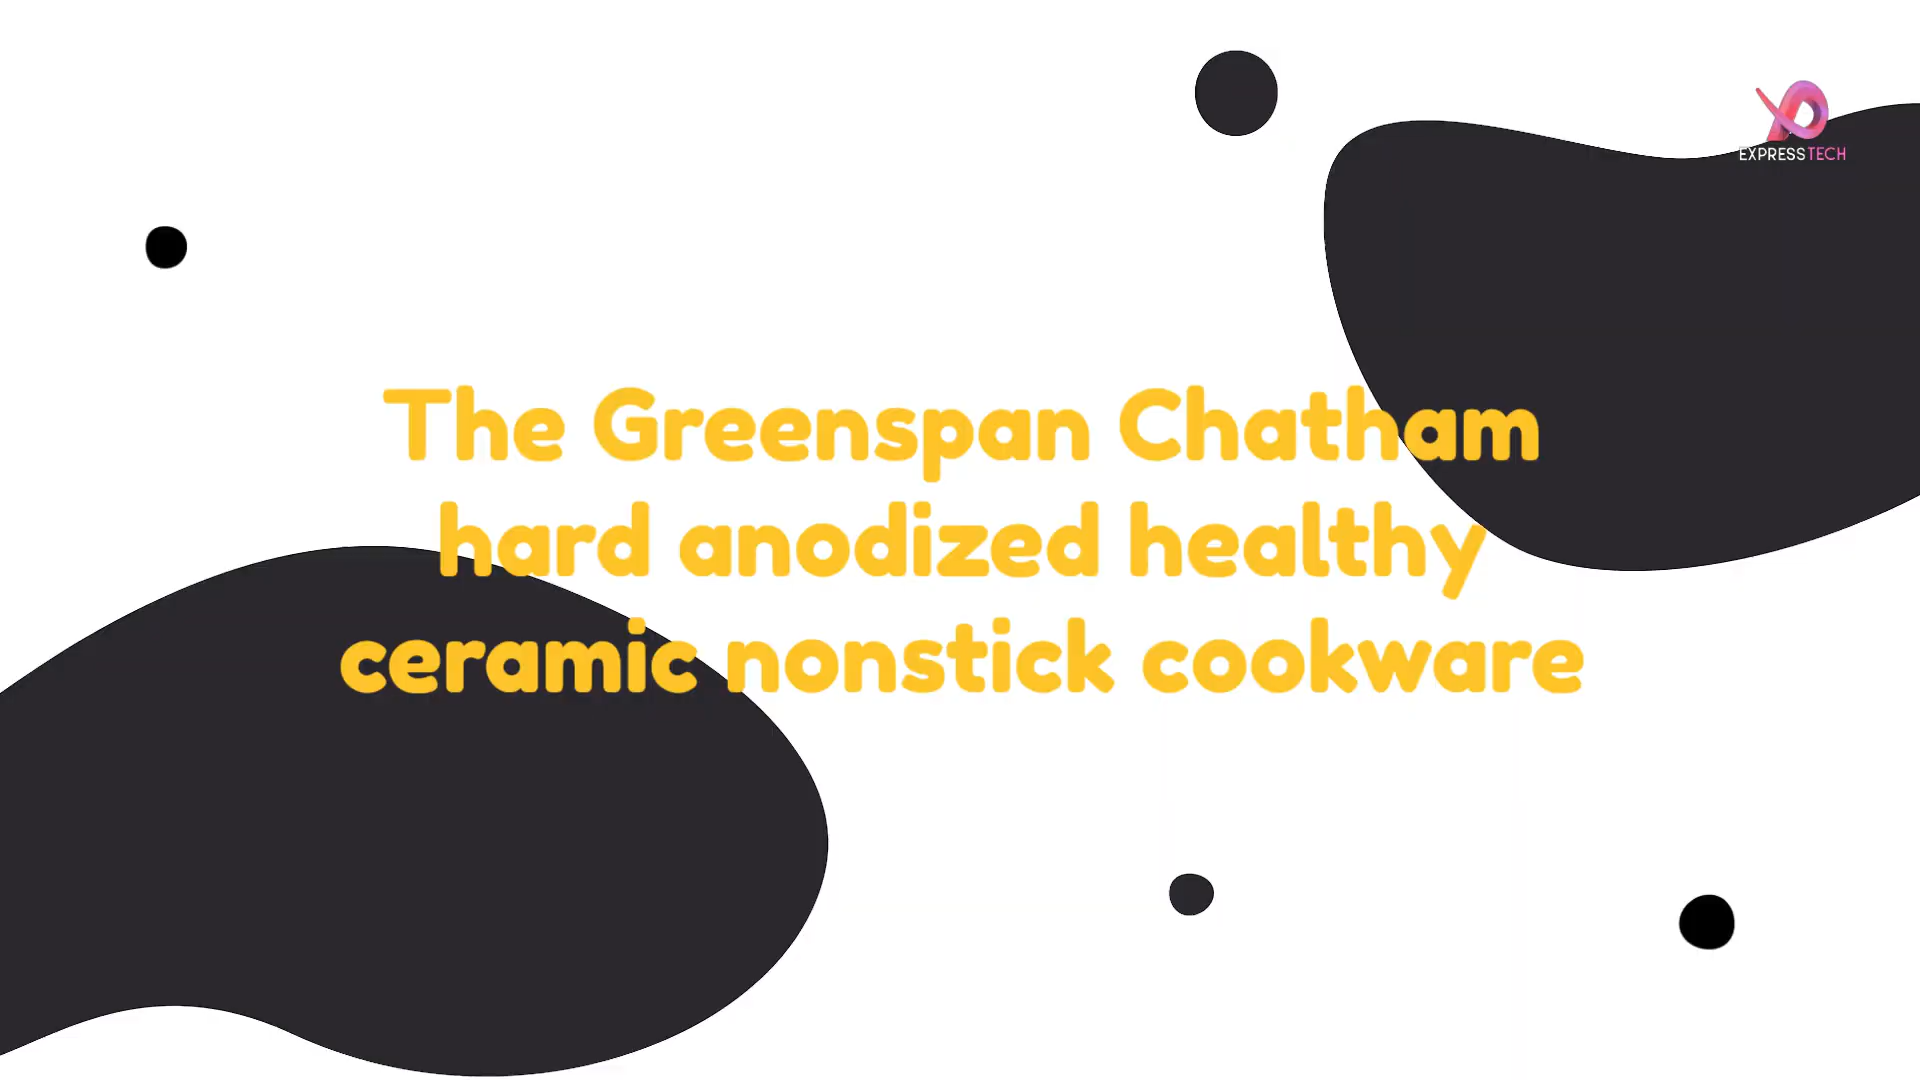 EXPRESSTECH
The Greenspan Chatham
hard anodized healthy
ceramic nonstick cookware